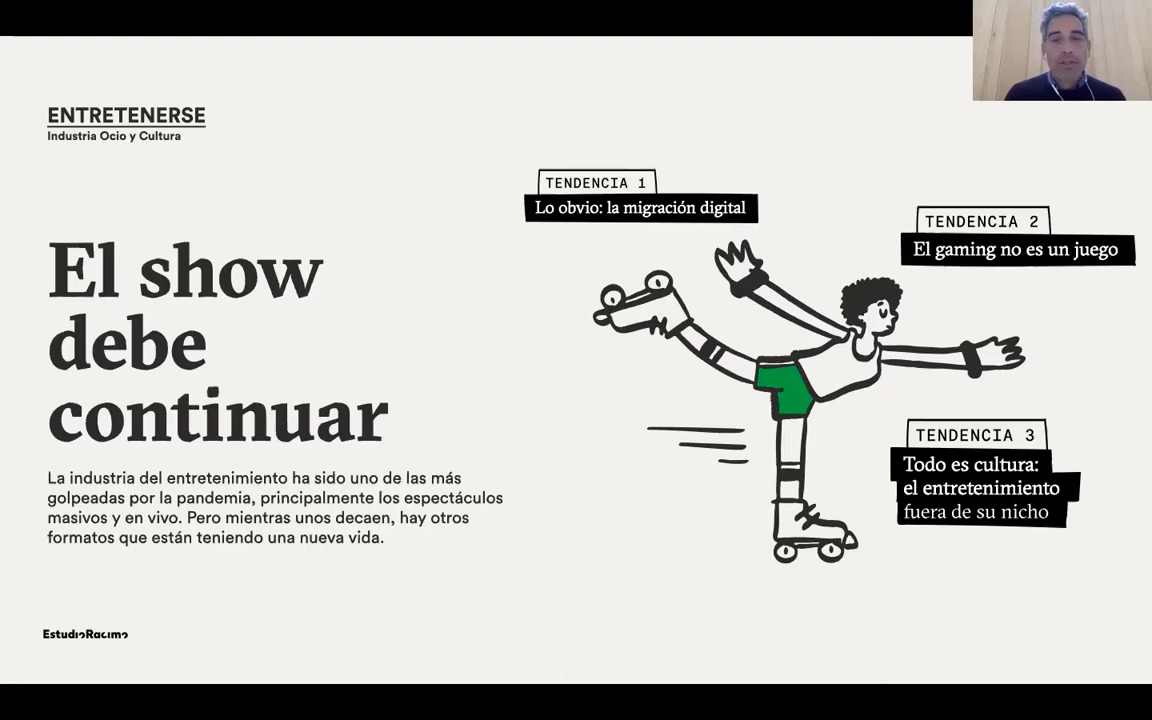 ENTRETENERSE
Industria Ocio y Cultura
El show
debe
continuar
La industria del entretenimiento ha sido uno de las más
golpeadas por la pandemia, principalmente los espectáculos
masivos y en vivo. Pero mientras unos decaen, hay otros
formatos que están teniendo una nueva vida.
TENDENCIA 1
Lo obvio: la migración digital
TENDENCIA 2
El gaming no es un juego
TENDENCIA 3
Todo es cultura:
el entretenimiento
fuera de su nicho
EstudioRacimo